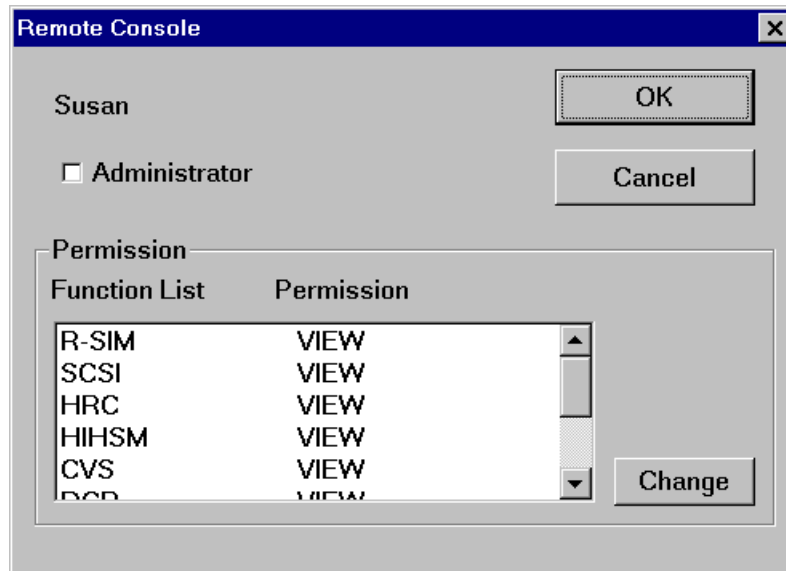 Remote Console
Susan
OK
Administrator
Cancel
Permission
Function List Permission
R-SIM VIEW
SCSI VIEW
HRC VIEW
HIHSM VIEW
CVS VIEW
VIEW
Change